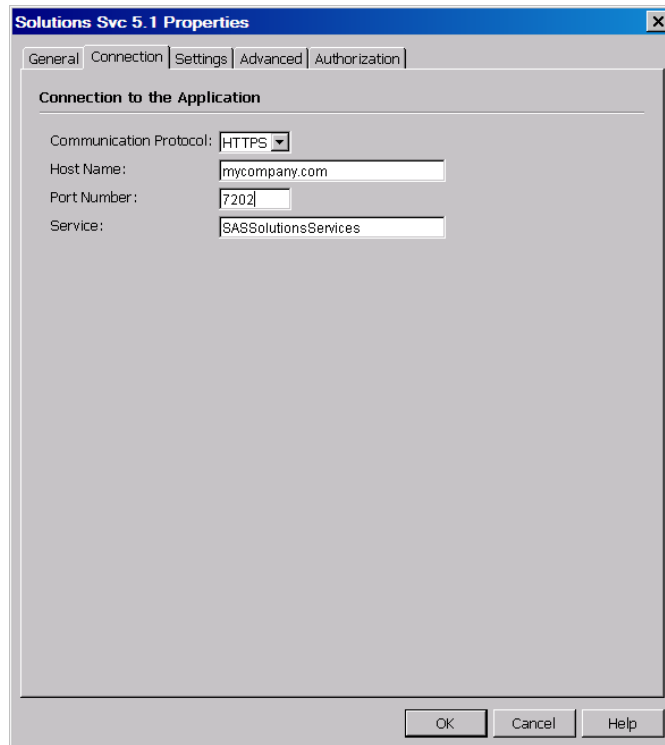 Solutions Svc 5.1 Properties
General Connection Settings Advanced Authorization
Connection to the Application
Communication Protocol: HTTPS
Host Name: mycompany.com
Port Number: 7202
Service: SASSolutionsServices
OK Cancel Help